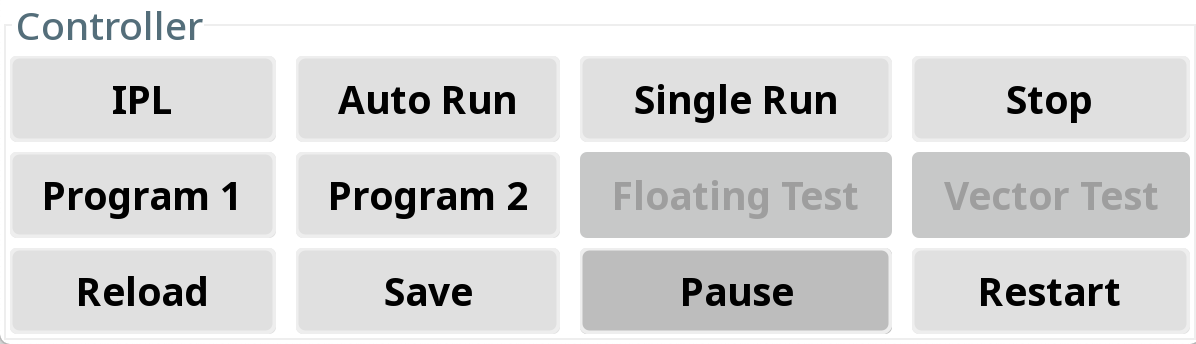 Controller
IPL Auto Run Single Run Stop
Program 1 Program 2 Floating Test Vector Test
Reload Save Pause Restart